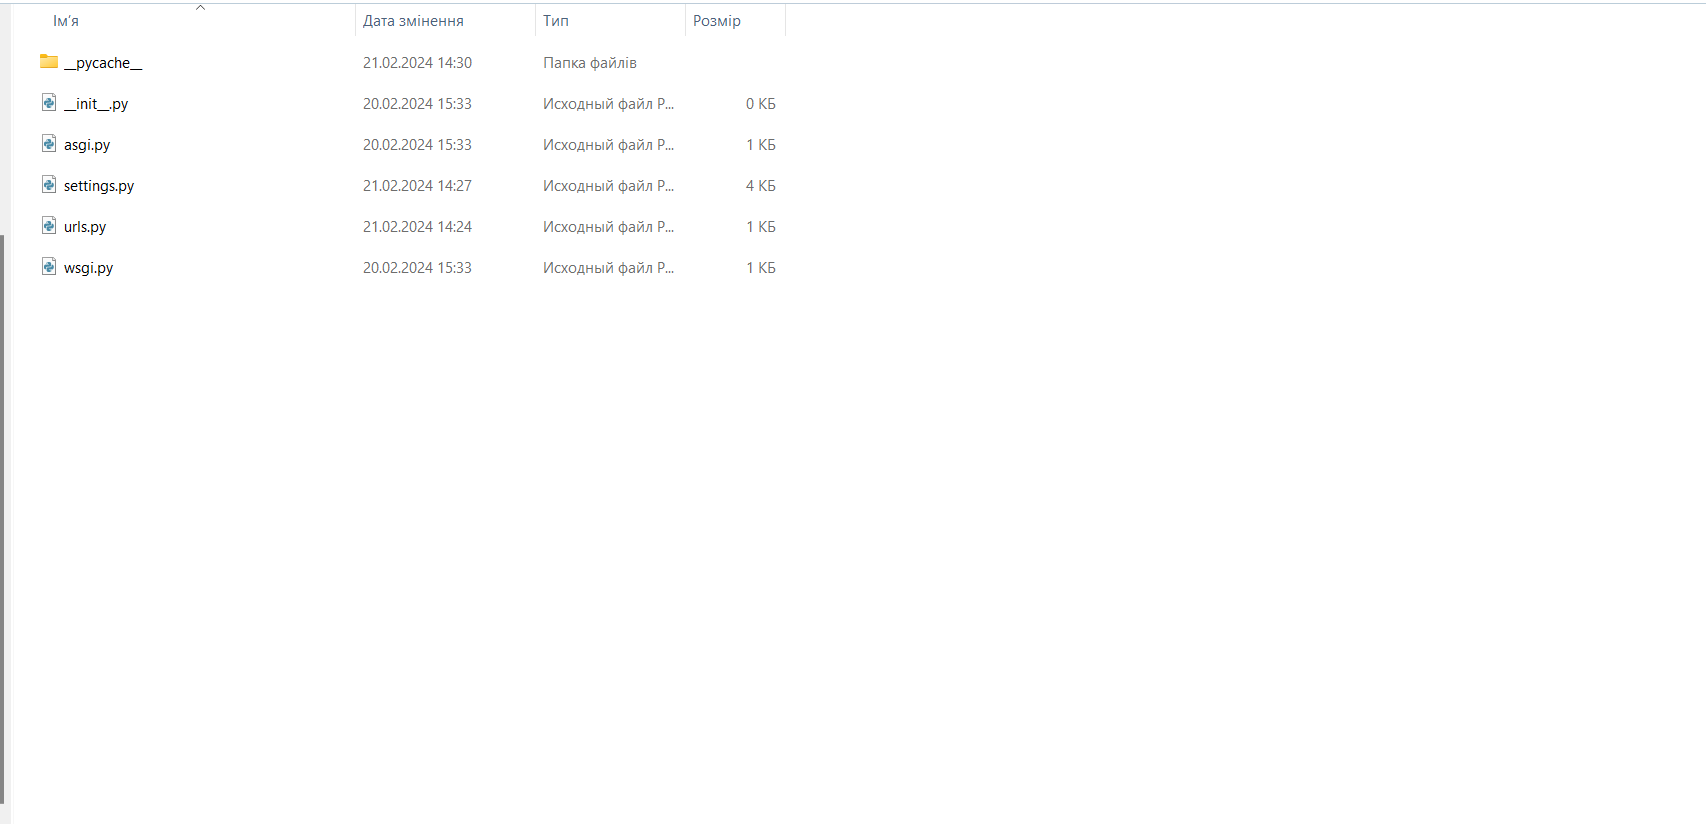 Ім'я Дата змінення Тип Розмір
__pycache__ 21.02.2024 14:30 Папка файлів
__init__.py 20.02.2024 15:33 Исходный файл P... 0 КБ
asgi.py 20.02.2024 15:33 Исходный файл P... 1 КБ
settings.py 21.02.2024 14:27 Исходный файл P... 4 КБ
urls.py 21.02.2024 14:24 Исходный файл P... 1 КБ
wsgi.py 20.02.2024 15:33 Исходный файл P... 1 КБ